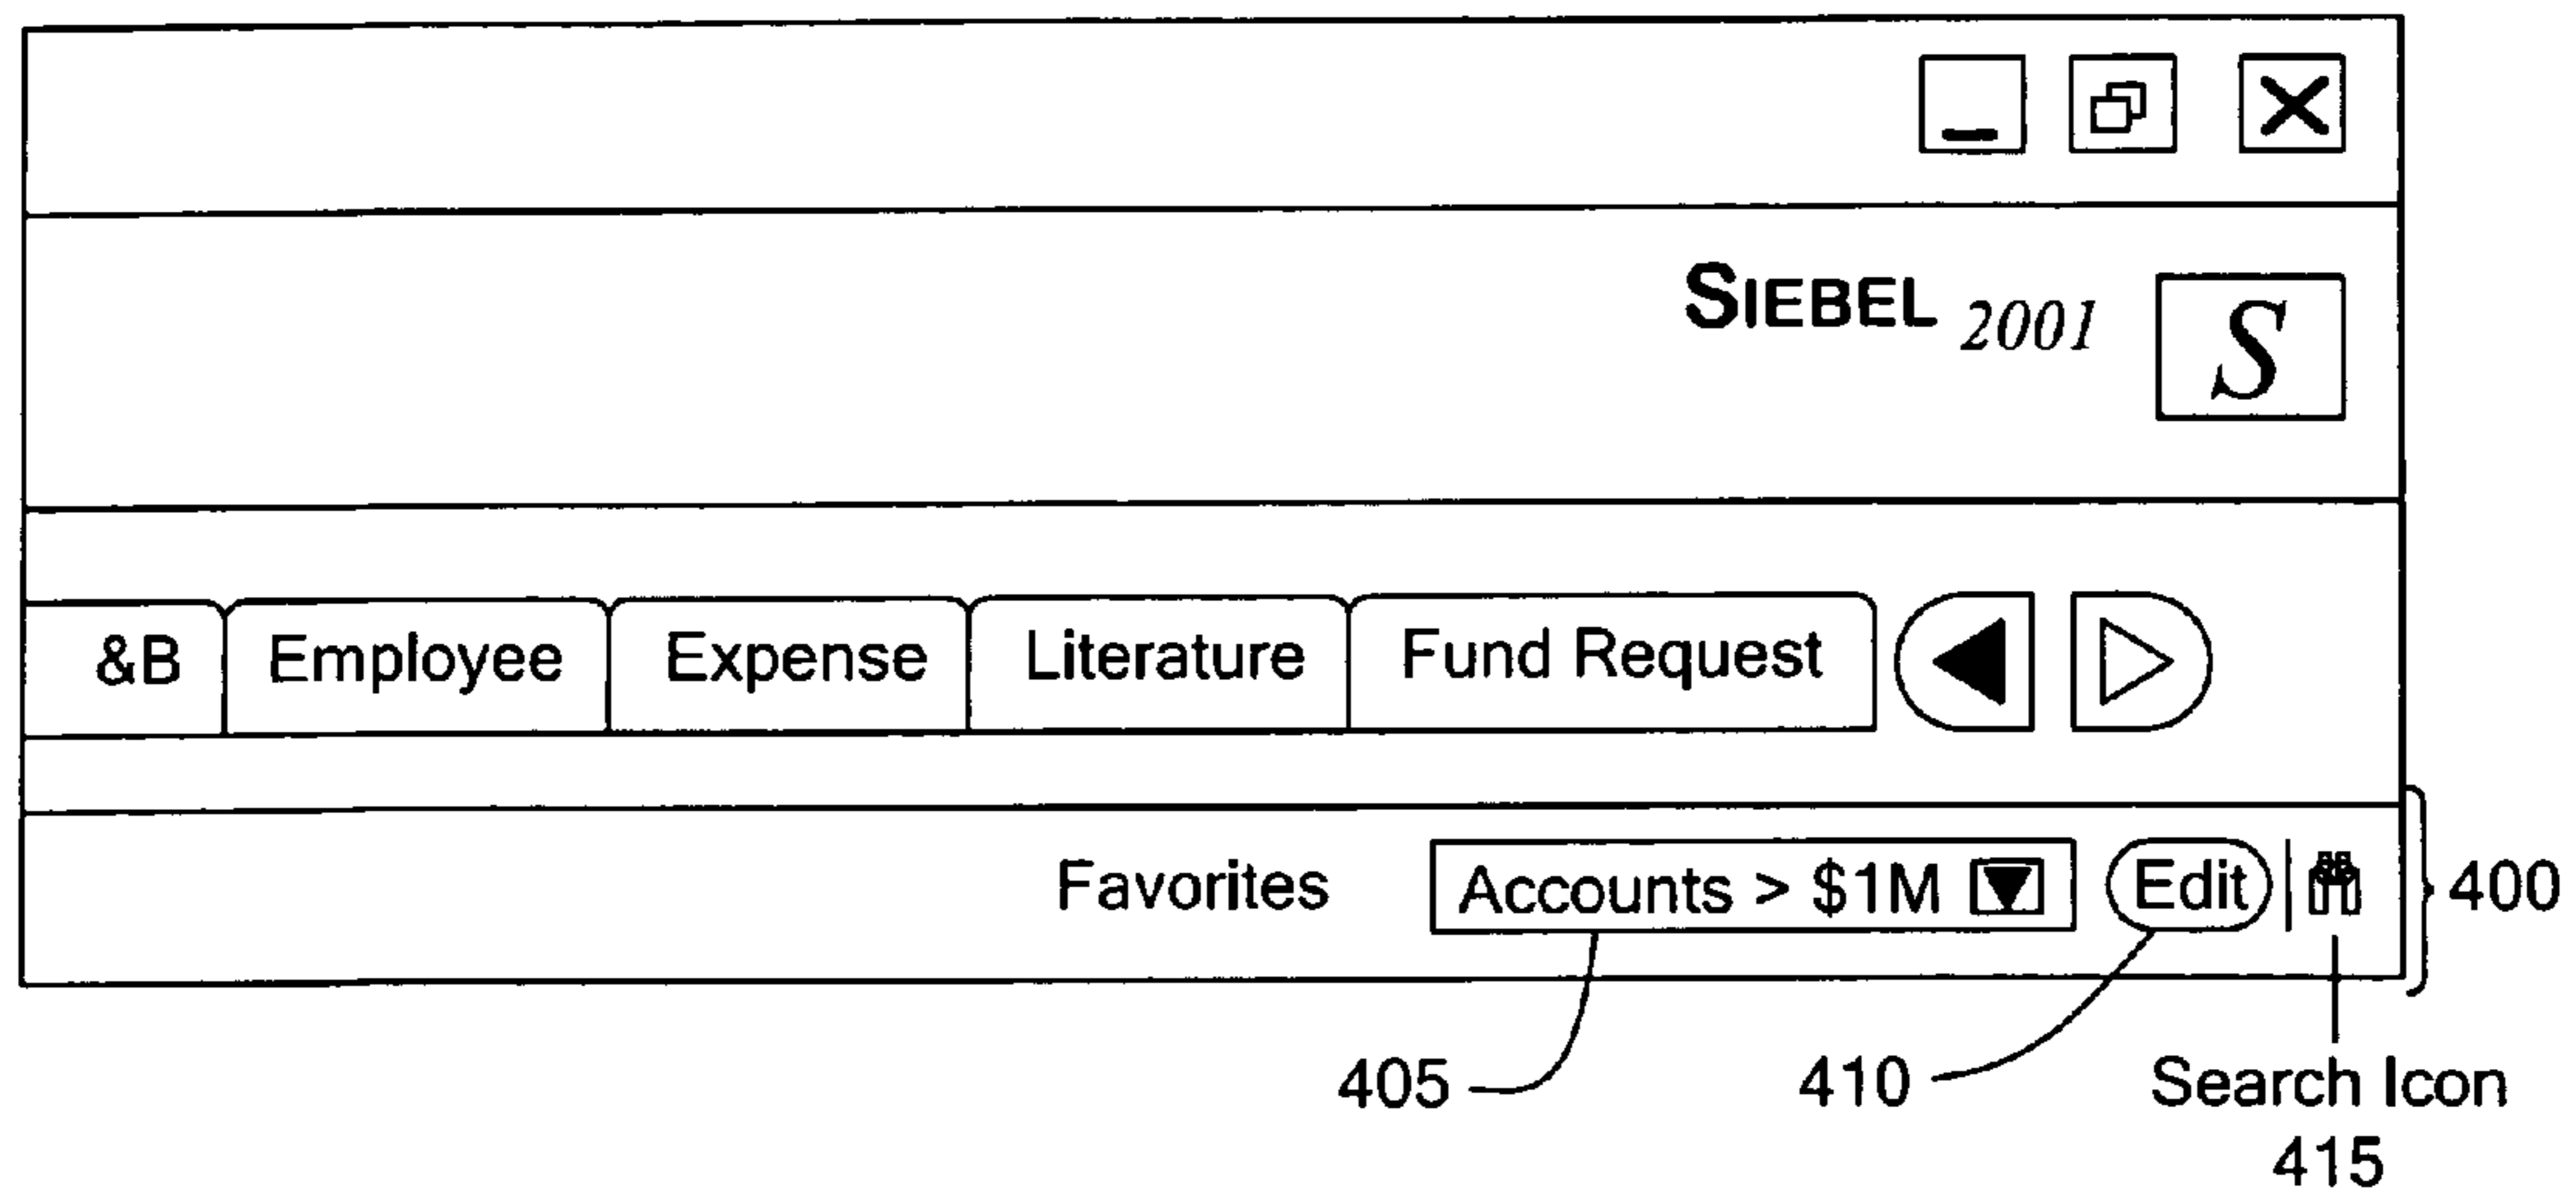 SIEBEL 2001 S
&B Employee Expense Literature Fund Request
Favorites Accounts > $1M Edit 400
405 410 Search Icon
415